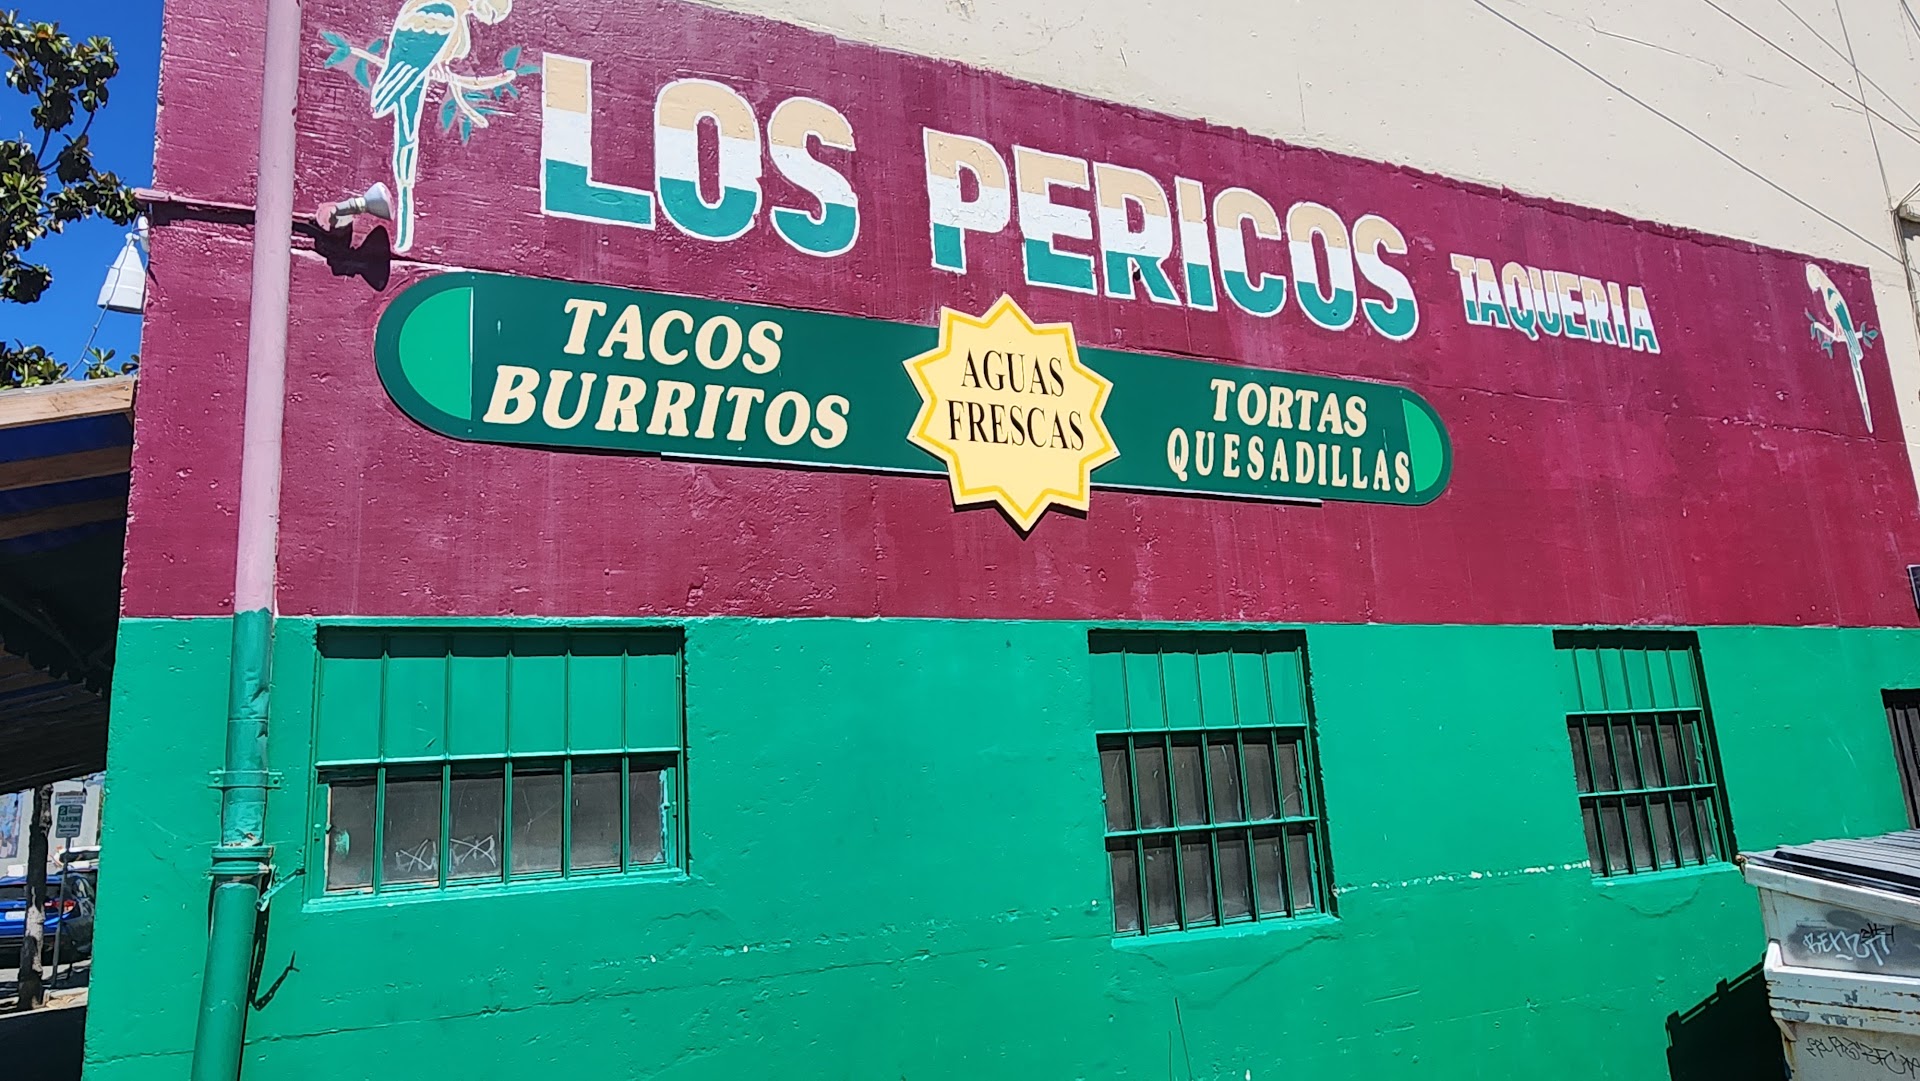 LOS PERICOS TAQUERIA
TACOS
BURRITOS
AGUAS
FRESCAS
TORTAS
QUESADILLAS